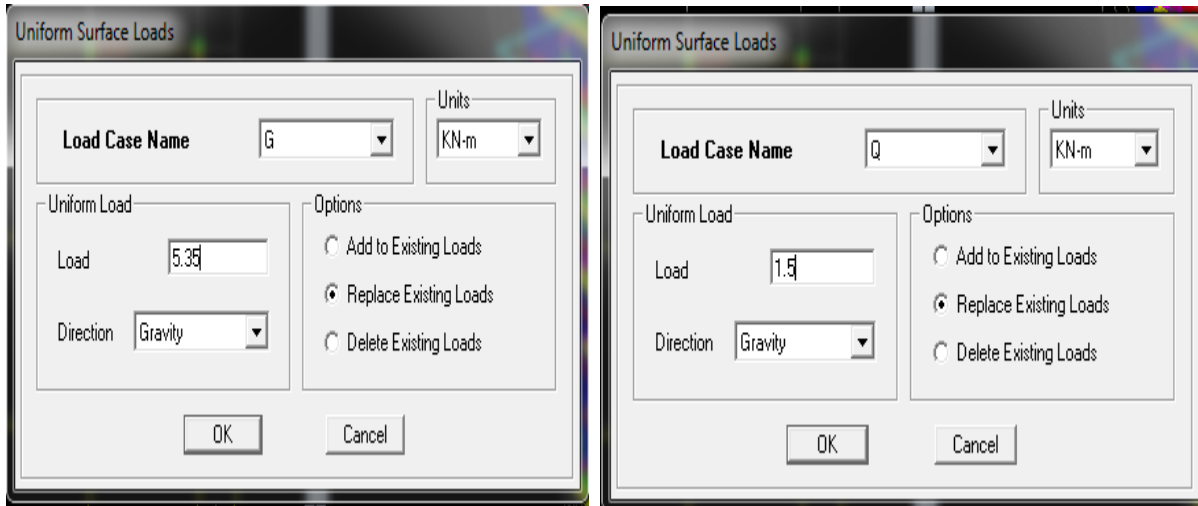 Uniform Surface Loads
Units
Load Case Name G KN-m
Uniform Load Options
Load 5.35 Add to Existing Loads
Replace Existing Loads
Direction Gravity Delete Existing Loads
OK Cancel
Uniform Surface Loads
Units
Load Case Name Q KN-m
Uniform Load Options
Load 1.5 Add to Existing Loads
Replace Existing Loads
Direction Gravity Delete Existing Loads
OK Cancel